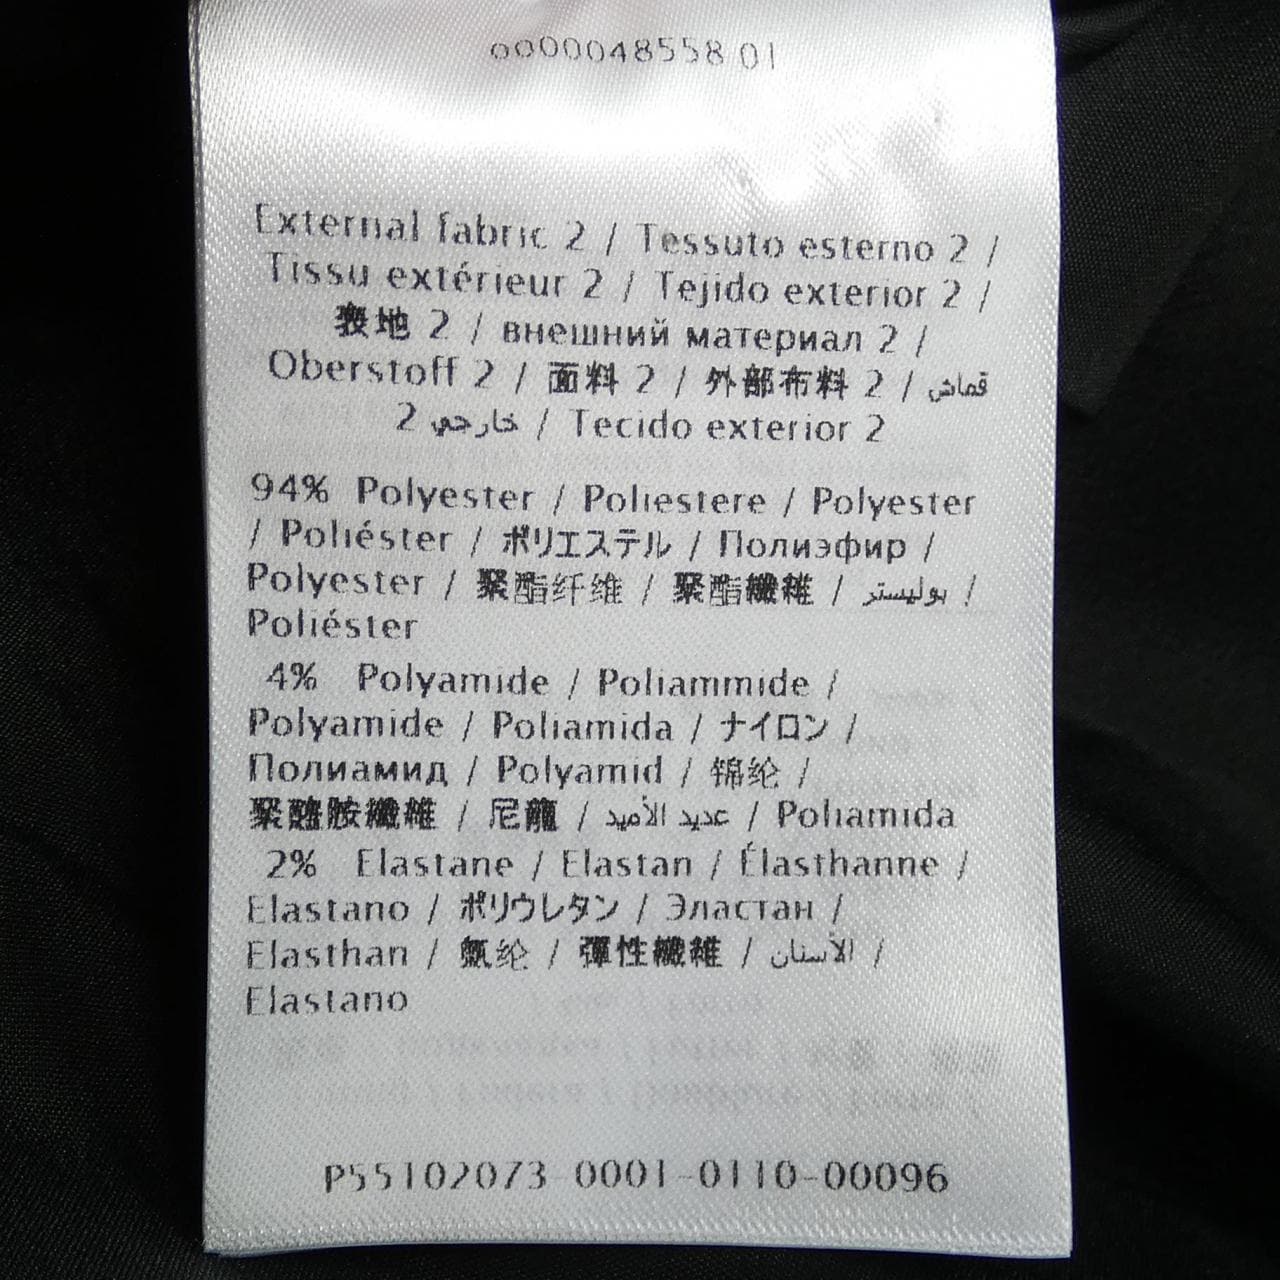 0000048558 01
External fabric 2 / Tessuto esterno 2 /
Tissu extérieur 2 / Tejido exterior 2 /
表地 2 / внешний материал 2 /
Oberstoff 2 / 面料 2 / 外部布料 2 / قماش
خارجي 2 / Tecido exterior 2
94% Polyester / Poliestere / Polyester
/ Poliéster / ポリエステル / Полиэфир /
Polyester / 聚酯纤维 / 聚酯纖維 / بوليستر /
Poliéster
4% Polyamide / Poliammide /
Polyamide / Poliamida / ナイロン /
Полиамид / Polyamid / 锦纶 /
聚醯胺纖維 / 尼龍 / عديد الأميد / Poliamida
2% Elastane / Elastan / Élasthanne /
Elastano / ポリウレタン / Эластан /
Elasthan / 氨纶 / 彈性纖維 / الأستان /
Elastano
P55102073-0001-0110-00096